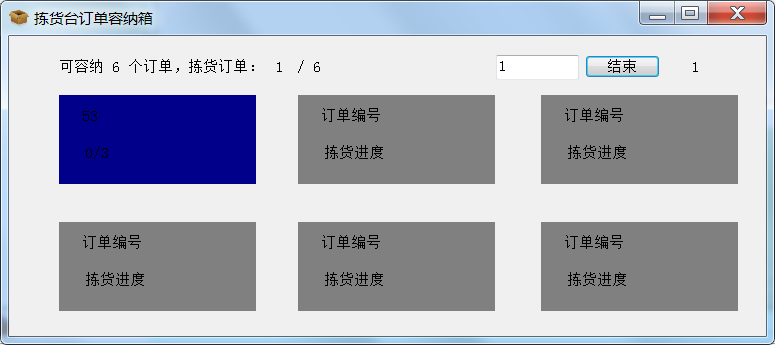 拣货台订单容纳箱
可容纳 6 个订单，拣货订单： 1 / 6
1 结束 1
订单编号 订单编号
拣货进度 拣货进度
订单编号 订单编号 订单编号
拣货进度 拣货进度 拣货进度